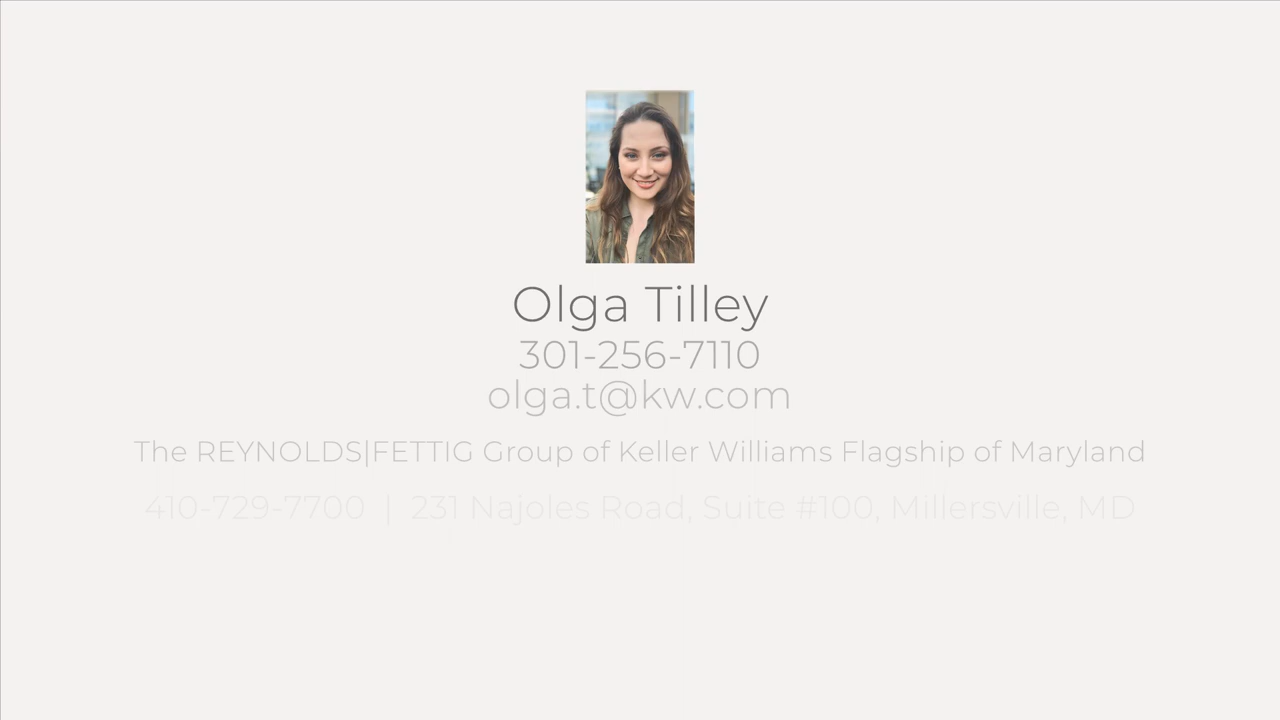 Olga Tilley
301-256-7110
olga.t@kw.com
The REYNOLDS|FETTIG Group of Keller Williams Flagship of Maryland
410-729-7700 | 231 Najoles Road, Suite #100, Millersville, MD